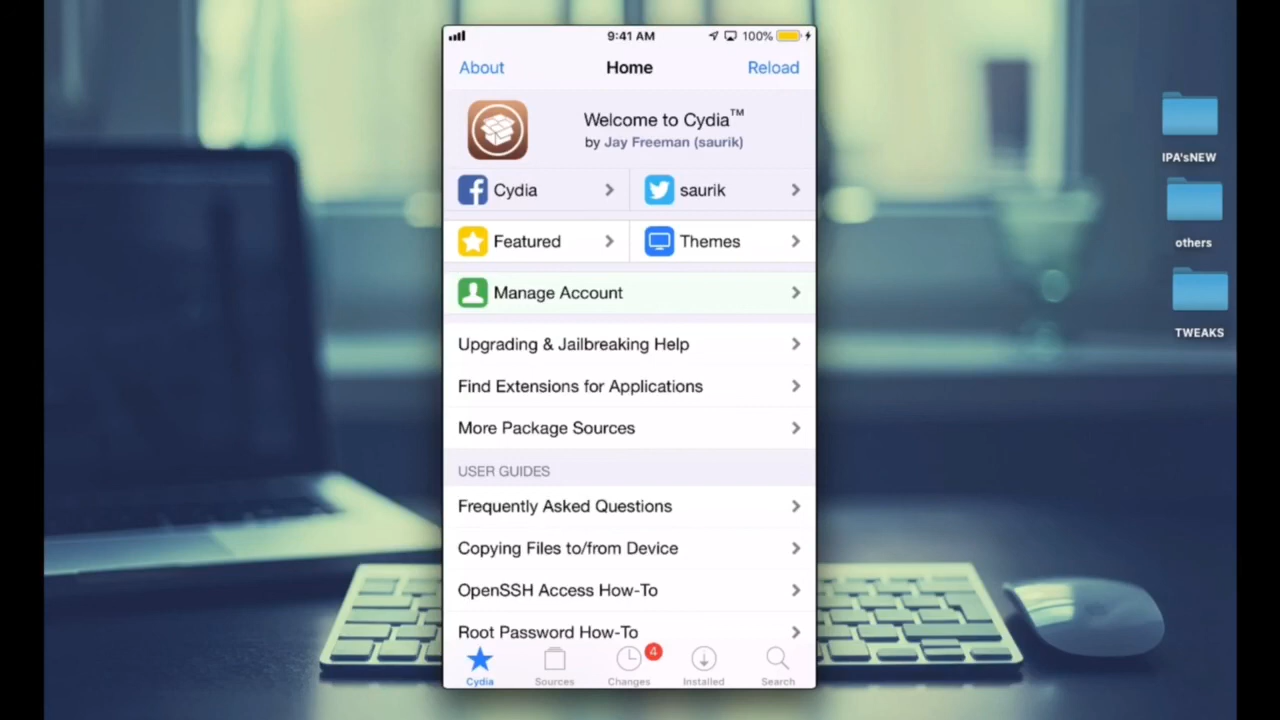 9:41 AM
100%
About
Home
Reload
Welcome to Cydia™
by Jay Freeman (saurik)
Cydia
saurik
Featured
Themes
Manage Account
Upgrading & Jailbreaking Help
Find Extensions for Applications
More Package Sources
USER GUIDES
Frequently Asked Questions
Copying Files to/from Device
OpenSSH Access How-To
Root Password How-To
4
Cydia
Sources
Changes
Installed
Search
IPA'sNEW
others
TWEAKS